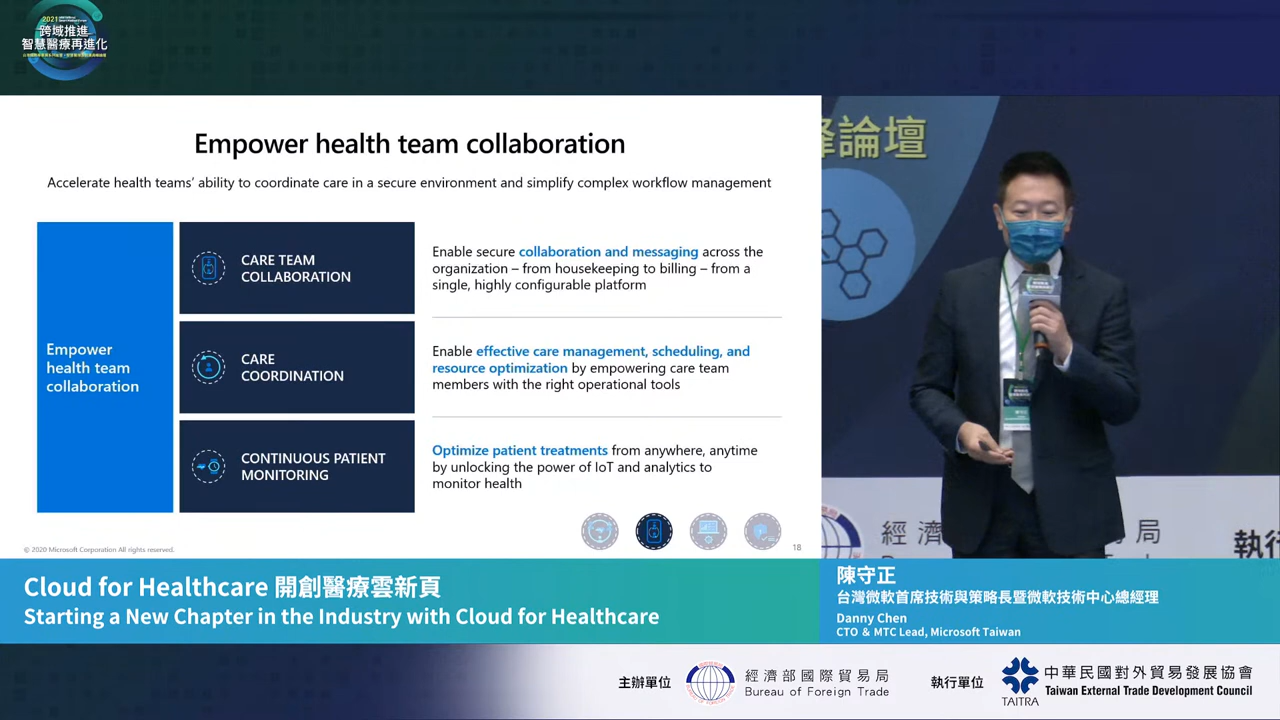 2021
跨域推進
智慧醫療再進化
Empower health team collaboration
Accelerate health teams’ ability to coordinate care in a secure environment and simplify complex workflow management
Empower
health team
collaboration
CARE TEAM
COLLABORATION
Enable secure collaboration and messaging across the
organization – from housekeeping to billing – from a
single, highly configurable platform
CARE
COORDINATION
Enable effective care management, scheduling, and
resource optimization by empowering care team
members with the right operational tools
CONTINUOUS PATIENT
MONITORING
Optimize patient treatments from anywhere, anytime
by unlocking the power of IoT and analytics to
monitor health
© 2020 Microsoft Corporation All rights reserved.
18
論壇
經濟
易局
執行
Cloud for Healthcare 開創醫療雲新頁
Starting a New Chapter in the Industry with Cloud for Healthcare
陳守正
台灣微軟首席技術與策略長暨微軟技術中心總經理
Danny Chen
CTO & MTC Lead, Microsoft Taiwan
主辦單位
經濟部國際貿易局
Bureau of Foreign Trade
執行單位
TAITRA
中華民國對外貿易發展協會
Taiwan External Trade Development Council